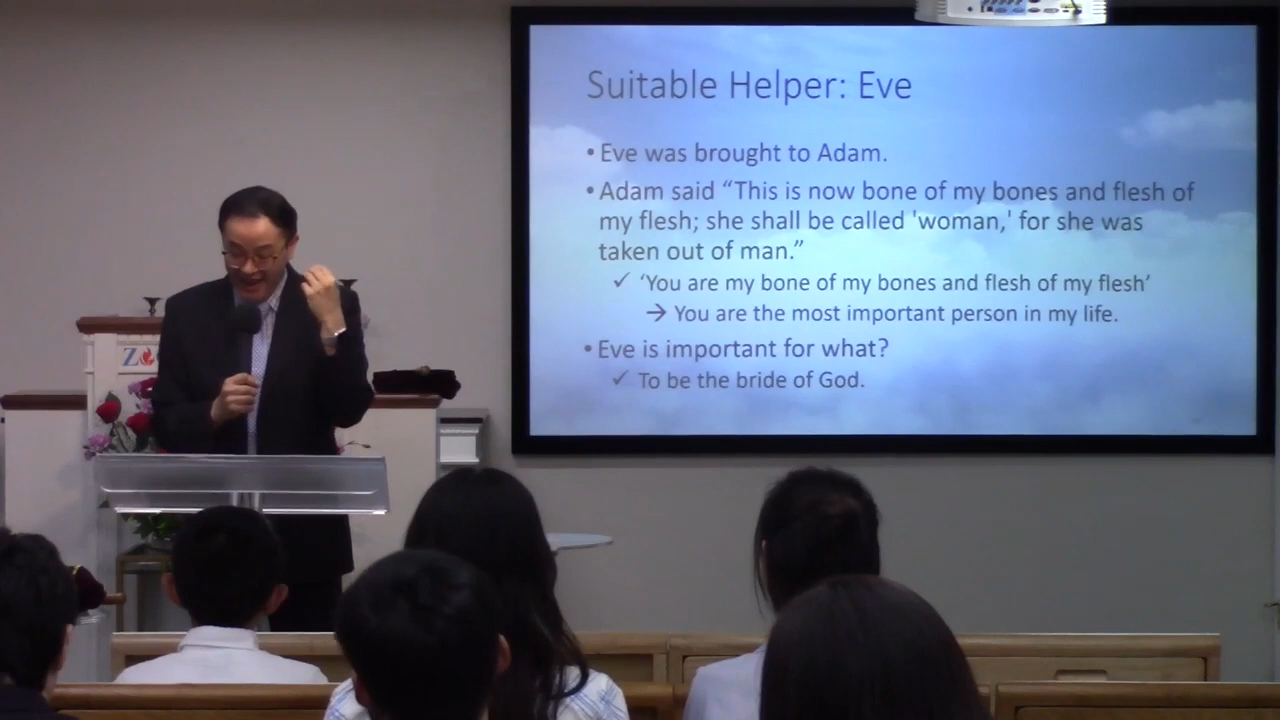 Suitable Helper: Eve
• Eve was brought to Adam.
• Adam said “This is now bone of my bones and flesh of
my flesh; she shall be called 'woman,' for she was
taken out of man.”
✓ ‘You are my bone of my bones and flesh of my flesh’
→ You are the most important person in my life.
• Eve is important for what?
✓ To be the bride of God.